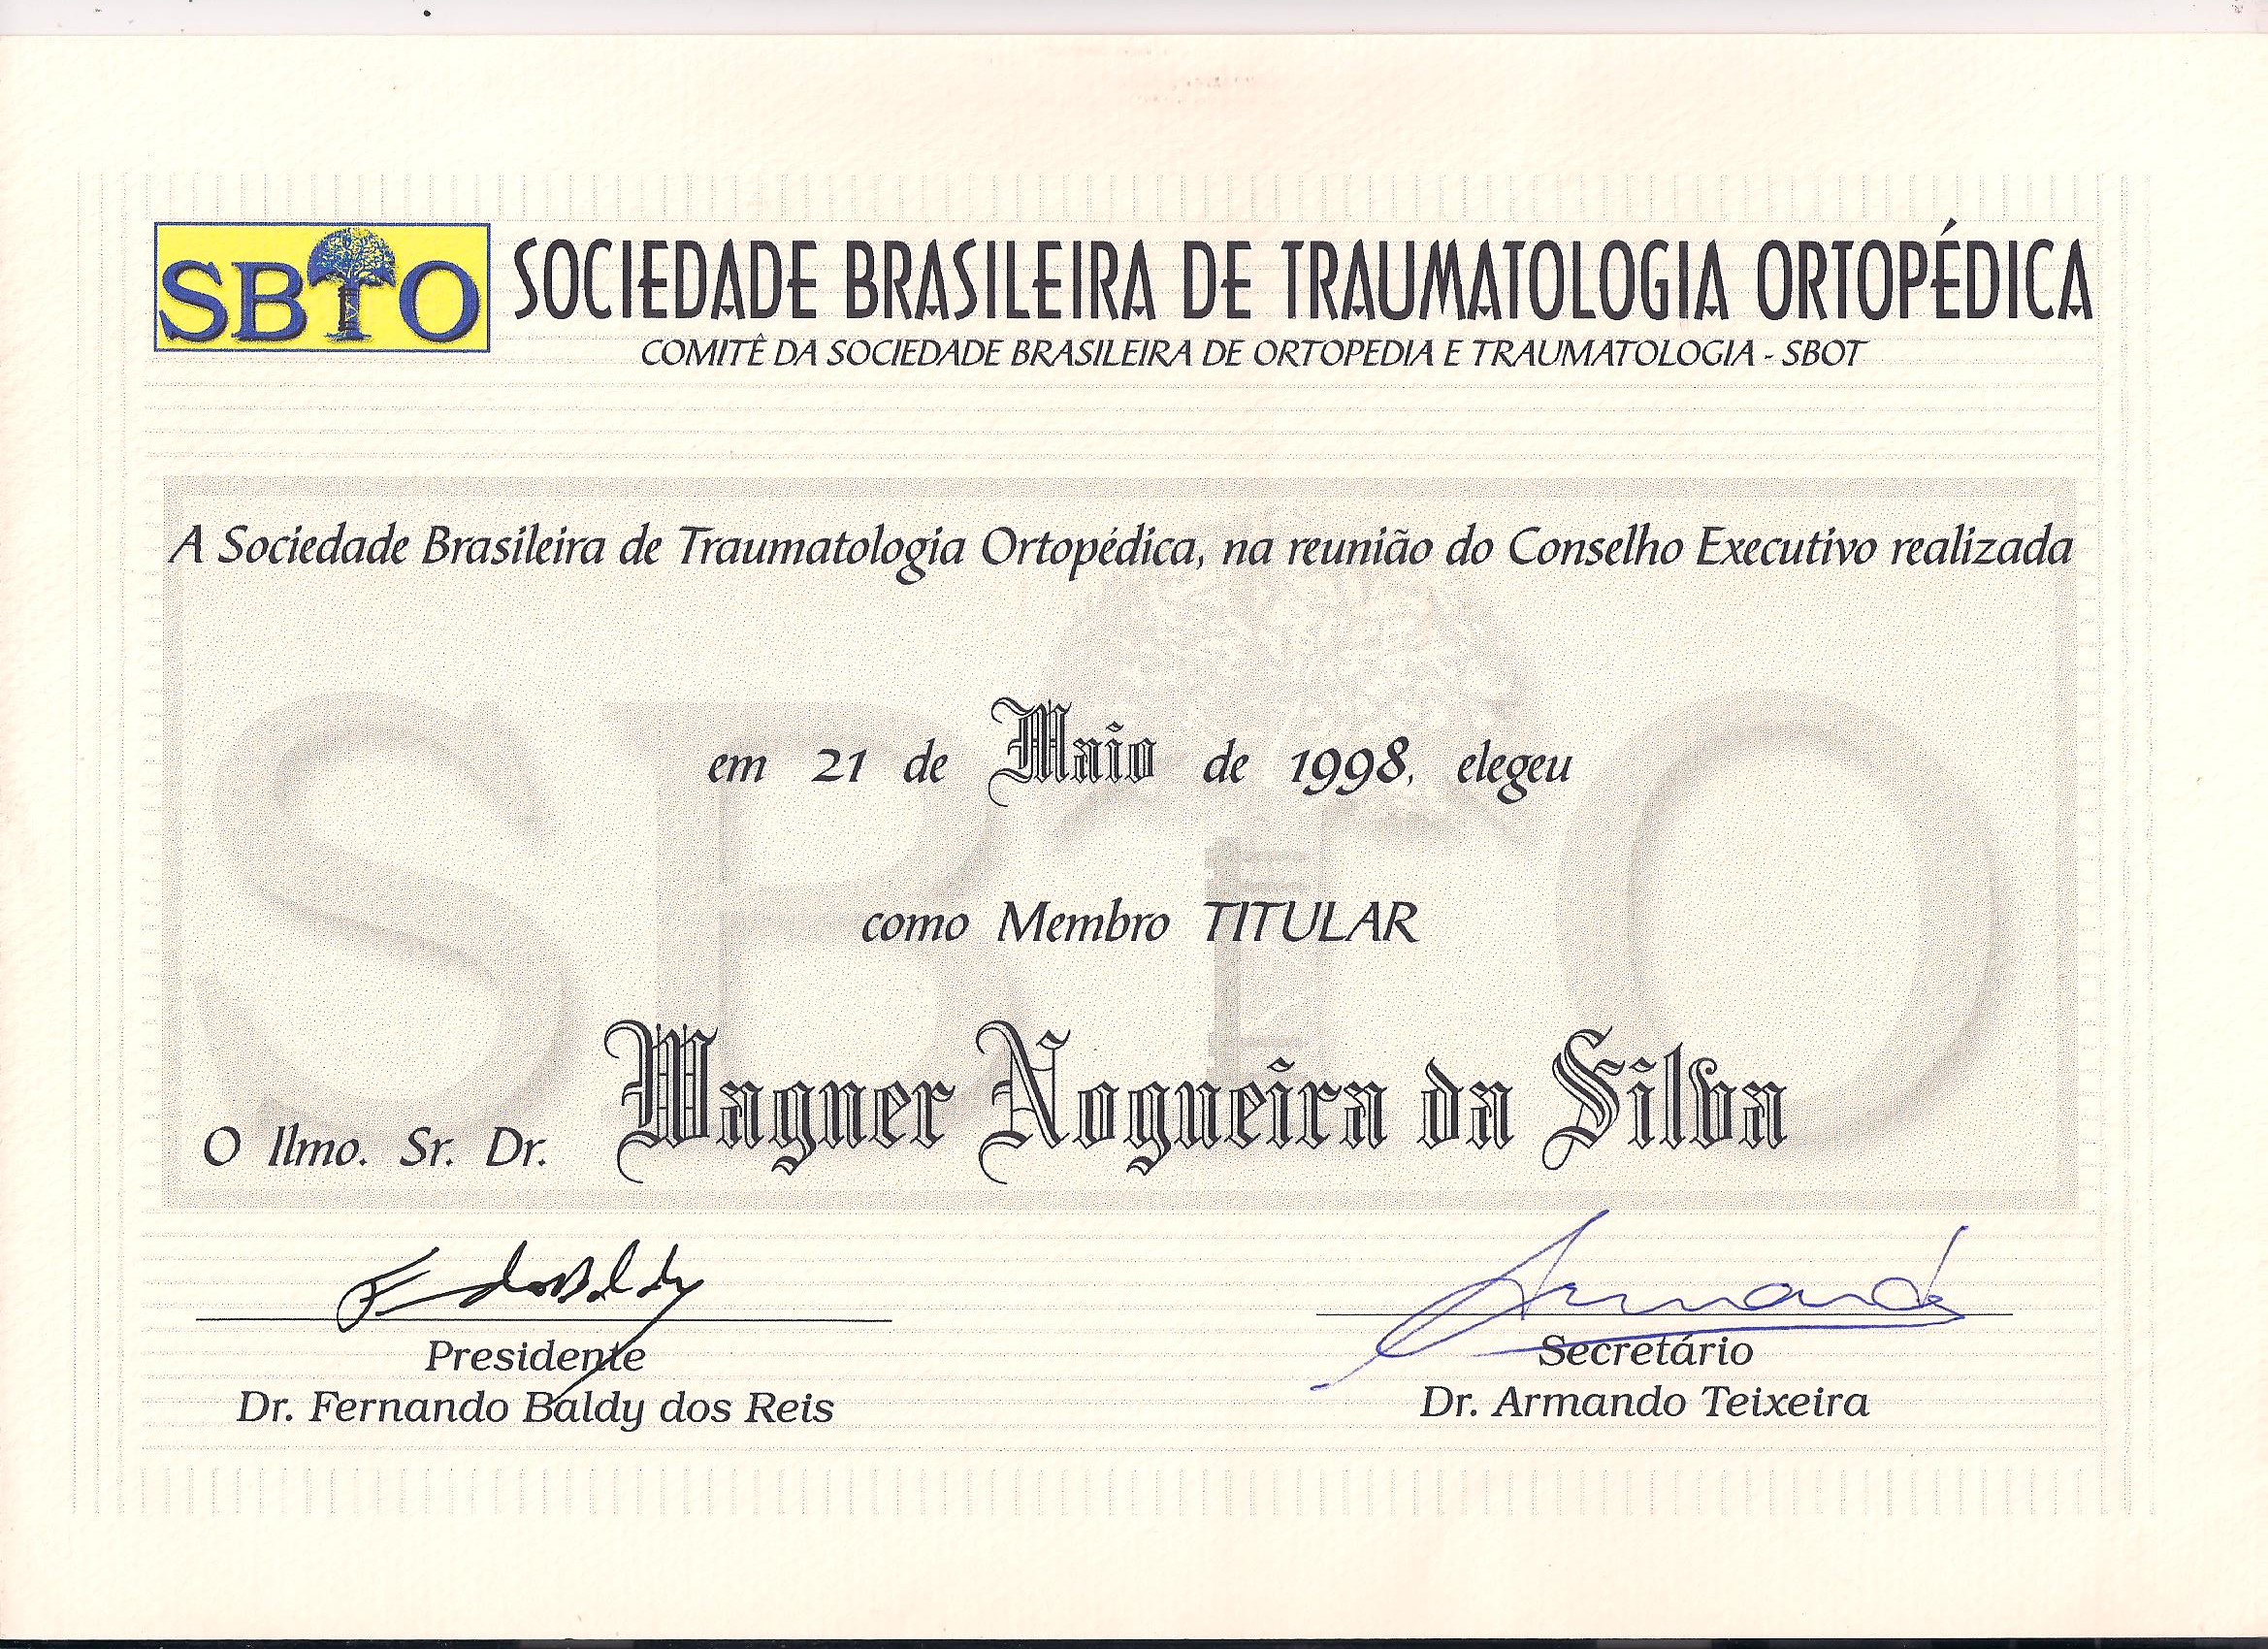 SBTO
SOCIEDADE BRASILEIRA DE TRAUMATOLOGIA ORTOPÉDICA
COMITÊ DA SOCIEDADE BRASILEIRA DE ORTOPEDIA E TRAUMATOLOGIA - SBOT
A Sociedade Brasileira de Traumatologia Ortopédica, na reunião do Conselho Executivo realizada
em 21 de Maio de 1998, elegeu
como Membro TITULAR
O Ilmo. Sr. Dr. Wagner Nogueira da Silva
Presidente
Dr. Fernando Baldy dos Reis
Secretário
Dr. Armando Teixeira